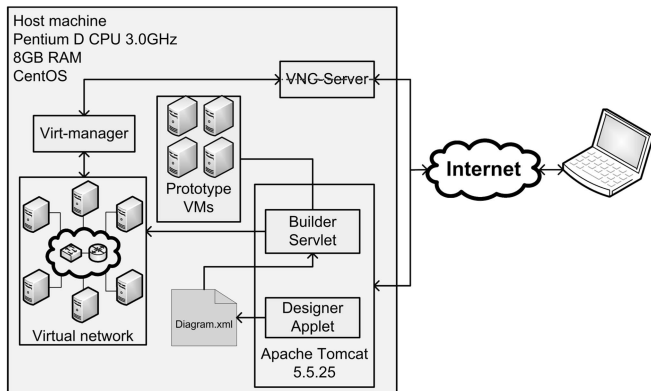 Host machine
Pentium D CPU 3.0GHz
8GB RAM
CentOS
VNC-Server
Virt-manager
Prototype
VMs
Internet
Builder
Servlet
Diagram.xml
Designer
Applet
Virtual network
Apache Tomcat
5.5.25